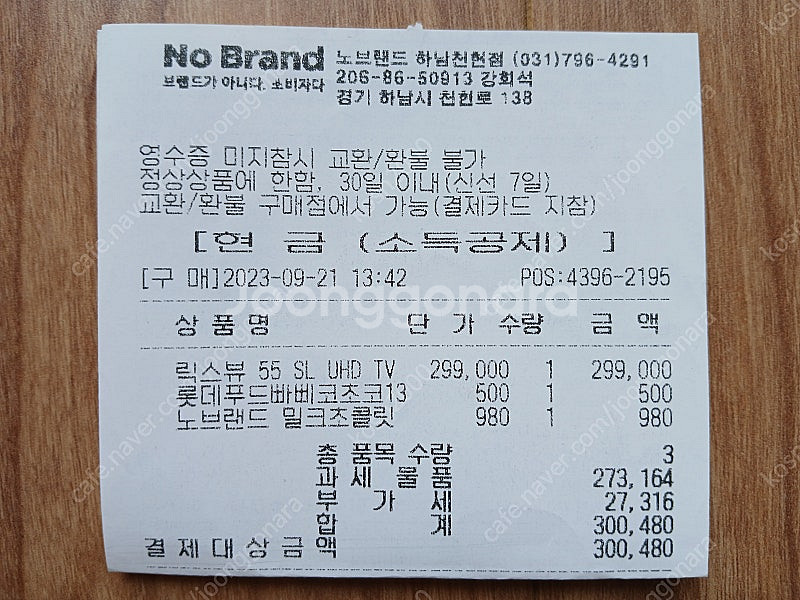 No Brand 노브랜드 하남천현점 (031)796-4291
브랜드가 아니다. 소비자다 206-86-50913 강희석
경기 하남시 천현로 138
영수증 미지참시 교환/환불 불가
정상상품에 한함, 30일 이내(신선 7일)
교환/환불 구매점에서 가능(결제카드 지참)
[현 금 (소득공제) ]
[구 매]2023-09-21 13:42 POS:4396-2195
상 품 명 단 가 수량 금 액
릭스뷰 55 SL UHD TV 299,000 1 299,000
롯데푸드빠삐코초코13 500 1 500
노브랜드 밀크초콜릿 980 1 980
총 품목 수량 3
과 세 물 품 273,164
부 가 세 27,316
합 계 300,480
결 제 대 상 금 액 300,480
joonggonara
cafe.naver.com/joonggonara